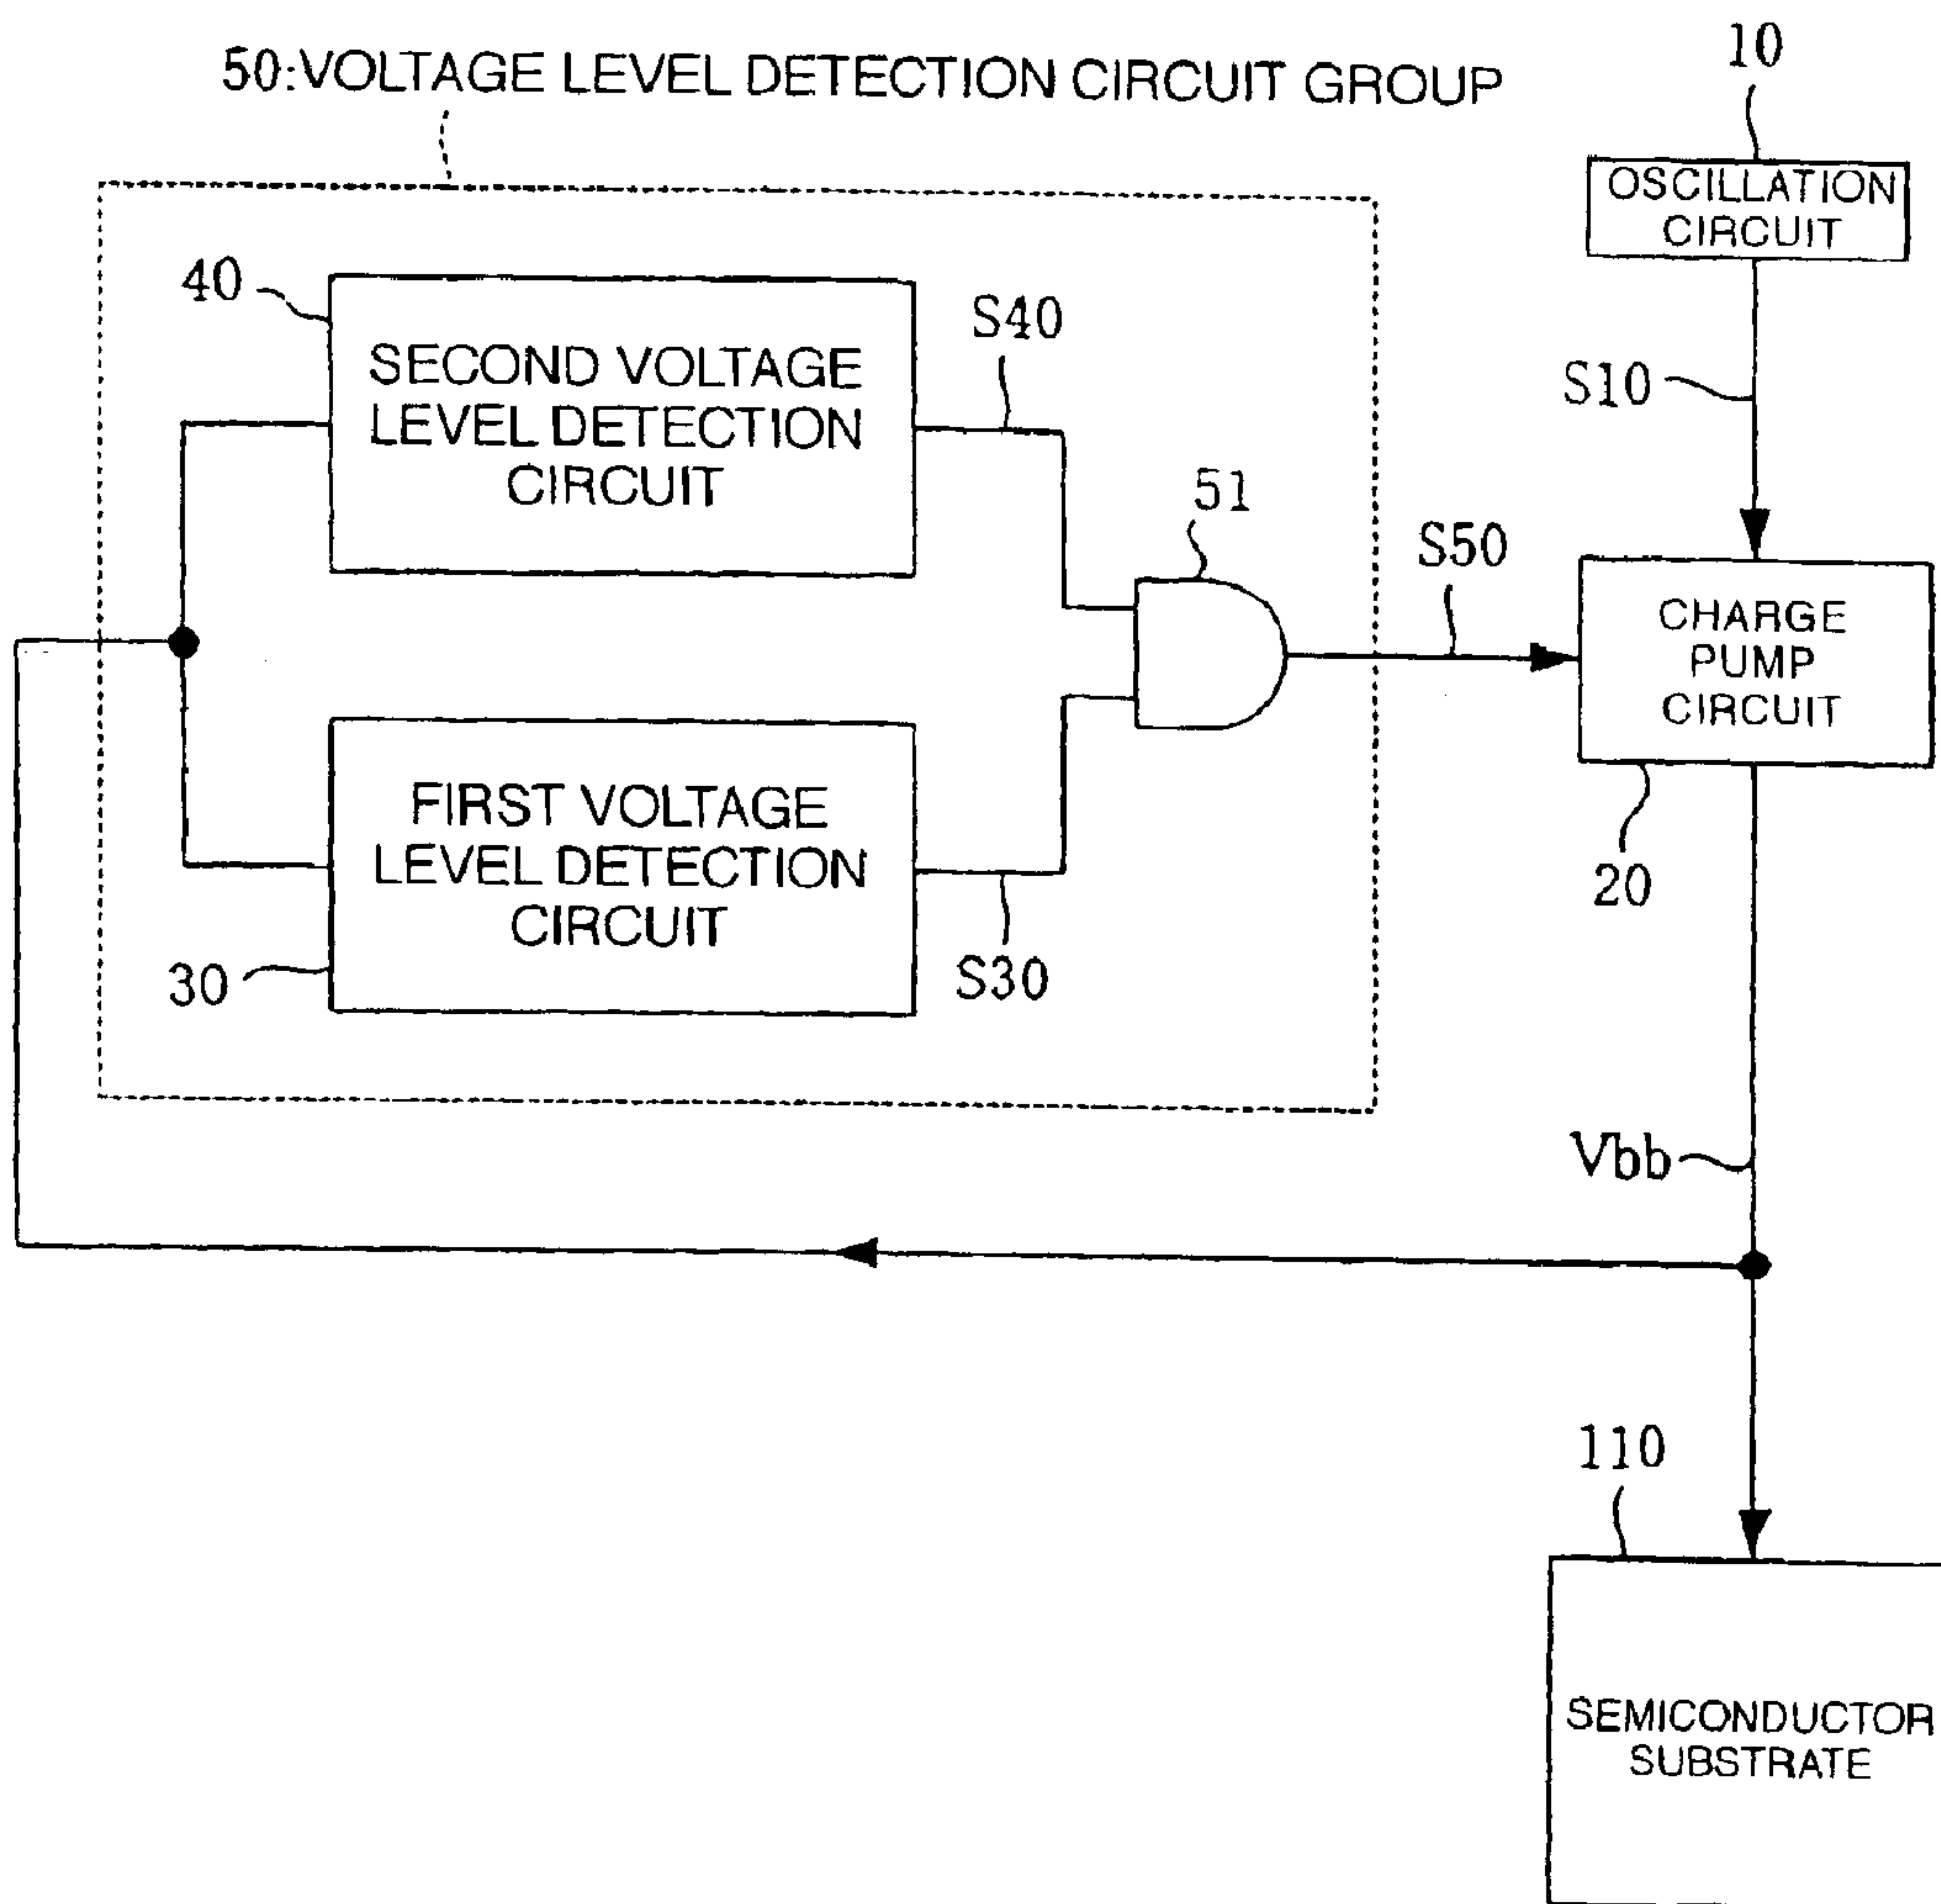 50:VOLTAGE LEVEL DETECTION CIRCUIT GROUP
10
OSCILLATION
CIRCUIT
40
SECOND VOLTAGE
LEVEL DETECTION
CIRCUIT
S40
S10
51
S50
CHARGE
PUMP
CIRCUIT
20
FIRST VOLTAGE
LEVEL DETECTION
CIRCUIT
30
S30
Vbb
110
SEMICONDUCTOR
SUBSTRATE